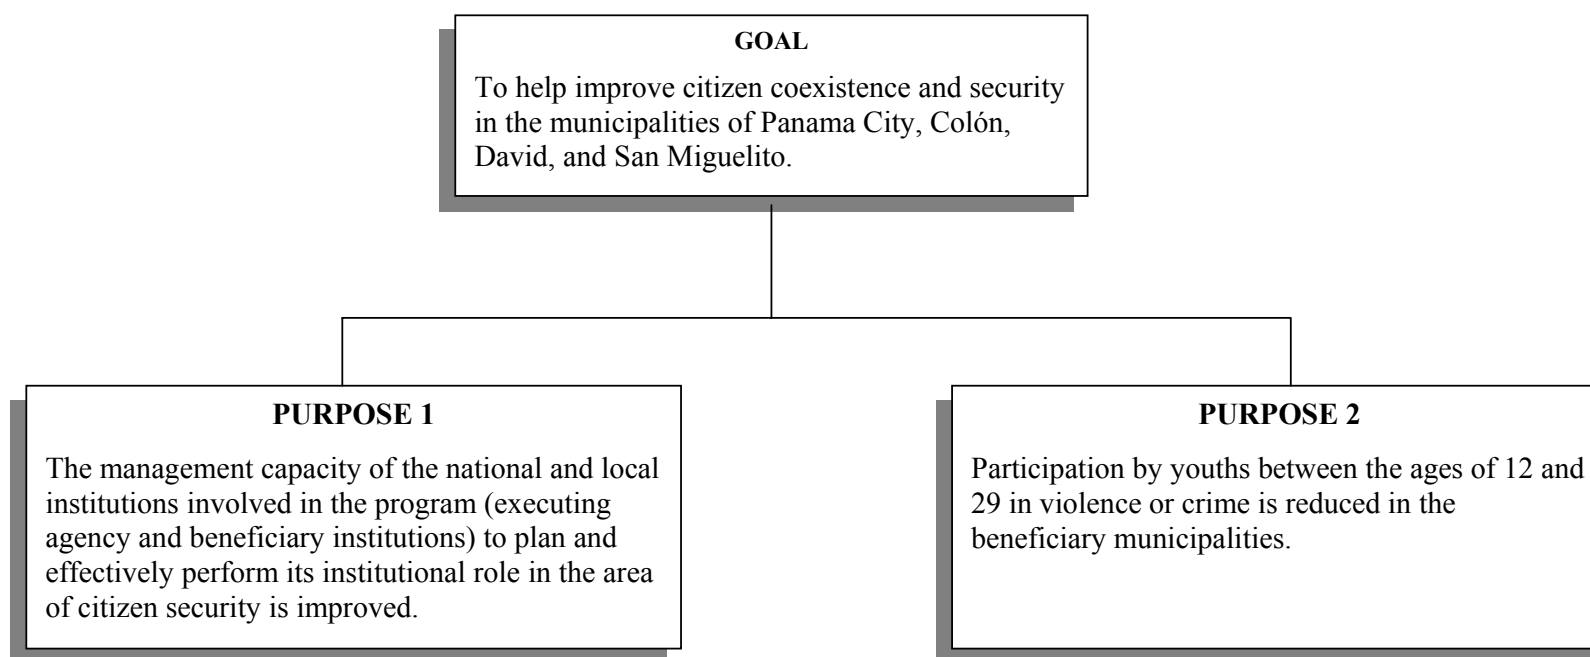 GOAL
To help improve citizen coexistence and security
in the municipalities of Panama City, Colón,
David, and San Miguelito.
PURPOSE 1
The management capacity of the national and local
institutions involved in the program (executing
agency and beneficiary institutions) to plan and
effectively perform its institutional role in the area
of citizen security is improved.
PURPOSE 2
Participation by youths between the ages of 12 and
29 in violence or crime is reduced in the
beneficiary municipalities.